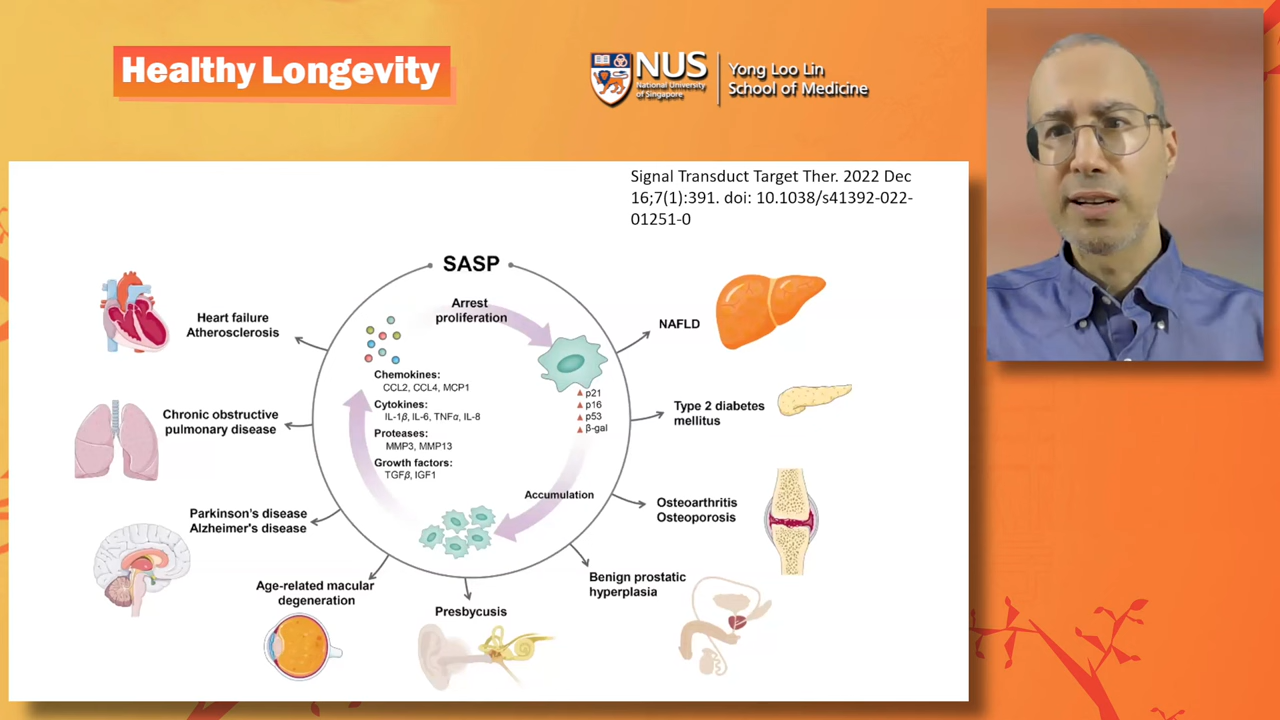 Healthy Longevity
NUS
National University
of Singapore
Yong Loo Lin
School of Medicine
Signal Transduct Target Ther. 2022 Dec
16;7(1):391. doi: 10.1038/s41392-022-
01251-0
SASP
Arrest
proliferation
Heart failure
Atherosclerosis
NAFLD
Chemokines:
CCL2, CCL4, MCP1
Cytokines:
IL-1β, IL-6, TNFα, IL-8
Proteases:
MMP3, MMP13
Growth factors:
TGFβ, IGF1
p21
p16
p53
β-gal
Chronic obstructive
pulmonary disease
Type 2 diabetes
mellitus
Accumulation
Parkinson's disease
Alzheimer's disease
Osteoarthritis
Osteoporosis
Age-related macular
degeneration
Presbycusis
Benign prostatic
hyperplasia